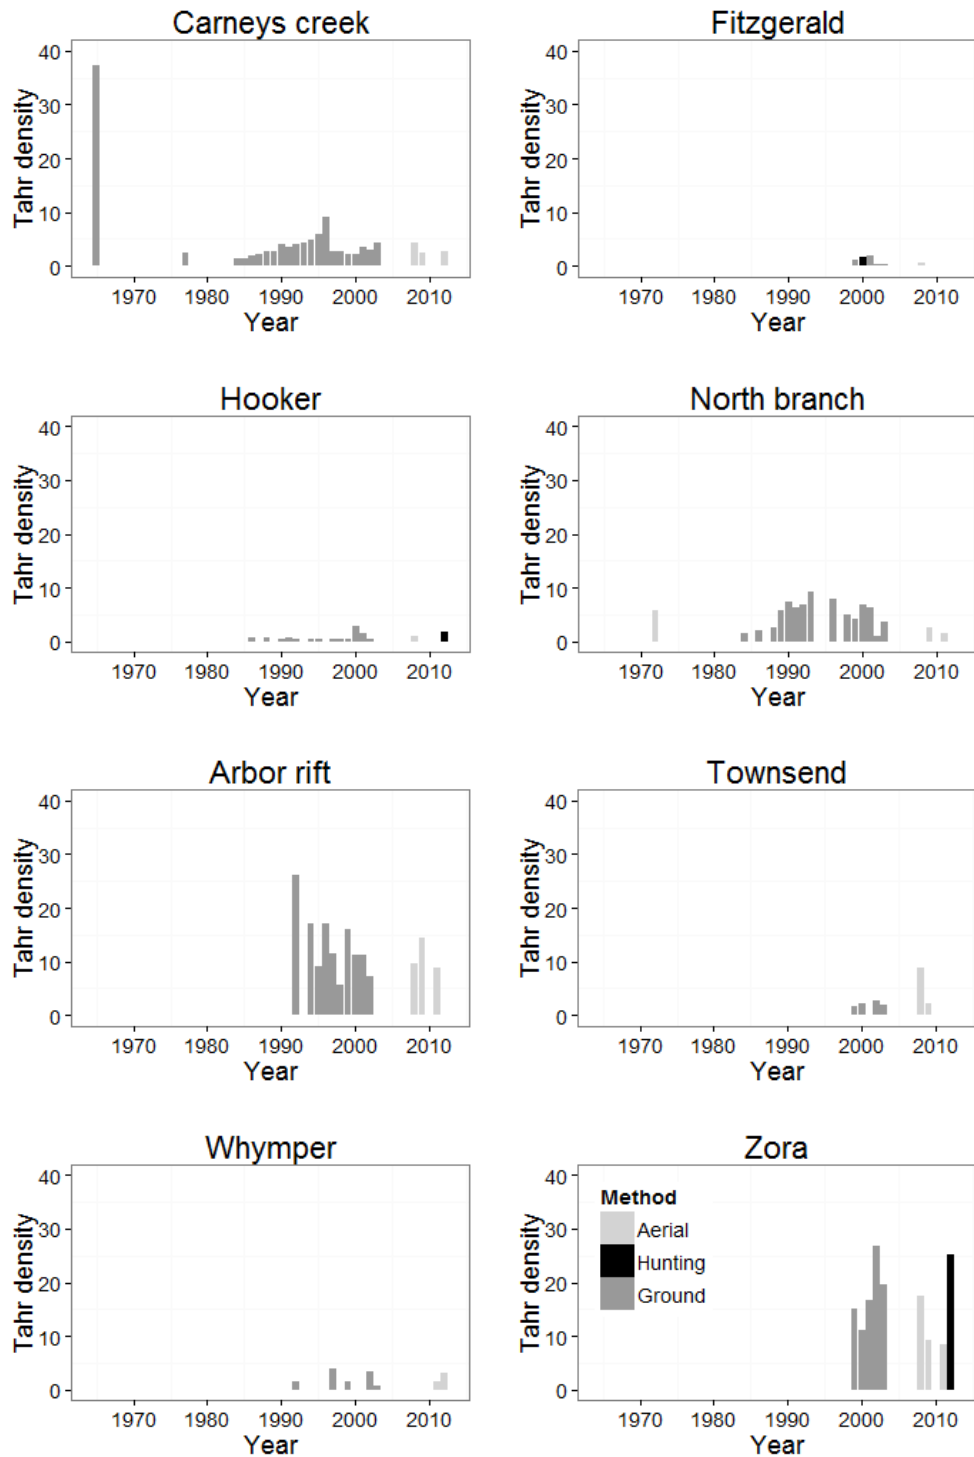 Carneys creek
Fitzgerald
Tahr density
40
30
20
10
0
1970 1980 1990 2000 2010
Year
Tahr density
40
30
20
10
0
1970 1980 1990 2000 2010
Year
Hooker
North branch
Tahr density
40
30
20
10
0
1970 1980 1990 2000 2010
Year
Tahr density
40
30
20
10
0
1970 1980 1990 2000 2010
Year
Arbor rift
Townsend
Tahr density
40
30
20
10
0
1970 1980 1990 2000 2010
Year
Tahr density
40
30
20
10
0
1970 1980 1990 2000 2010
Year
Whymper
Zora
Tahr density
40
30
20
10
0
1970 1980 1990 2000 2010
Year
Tahr density
40
30
20
10
0
Method
Aerial
Hunting
Ground
1970 1980 1990 2000 2010
Year